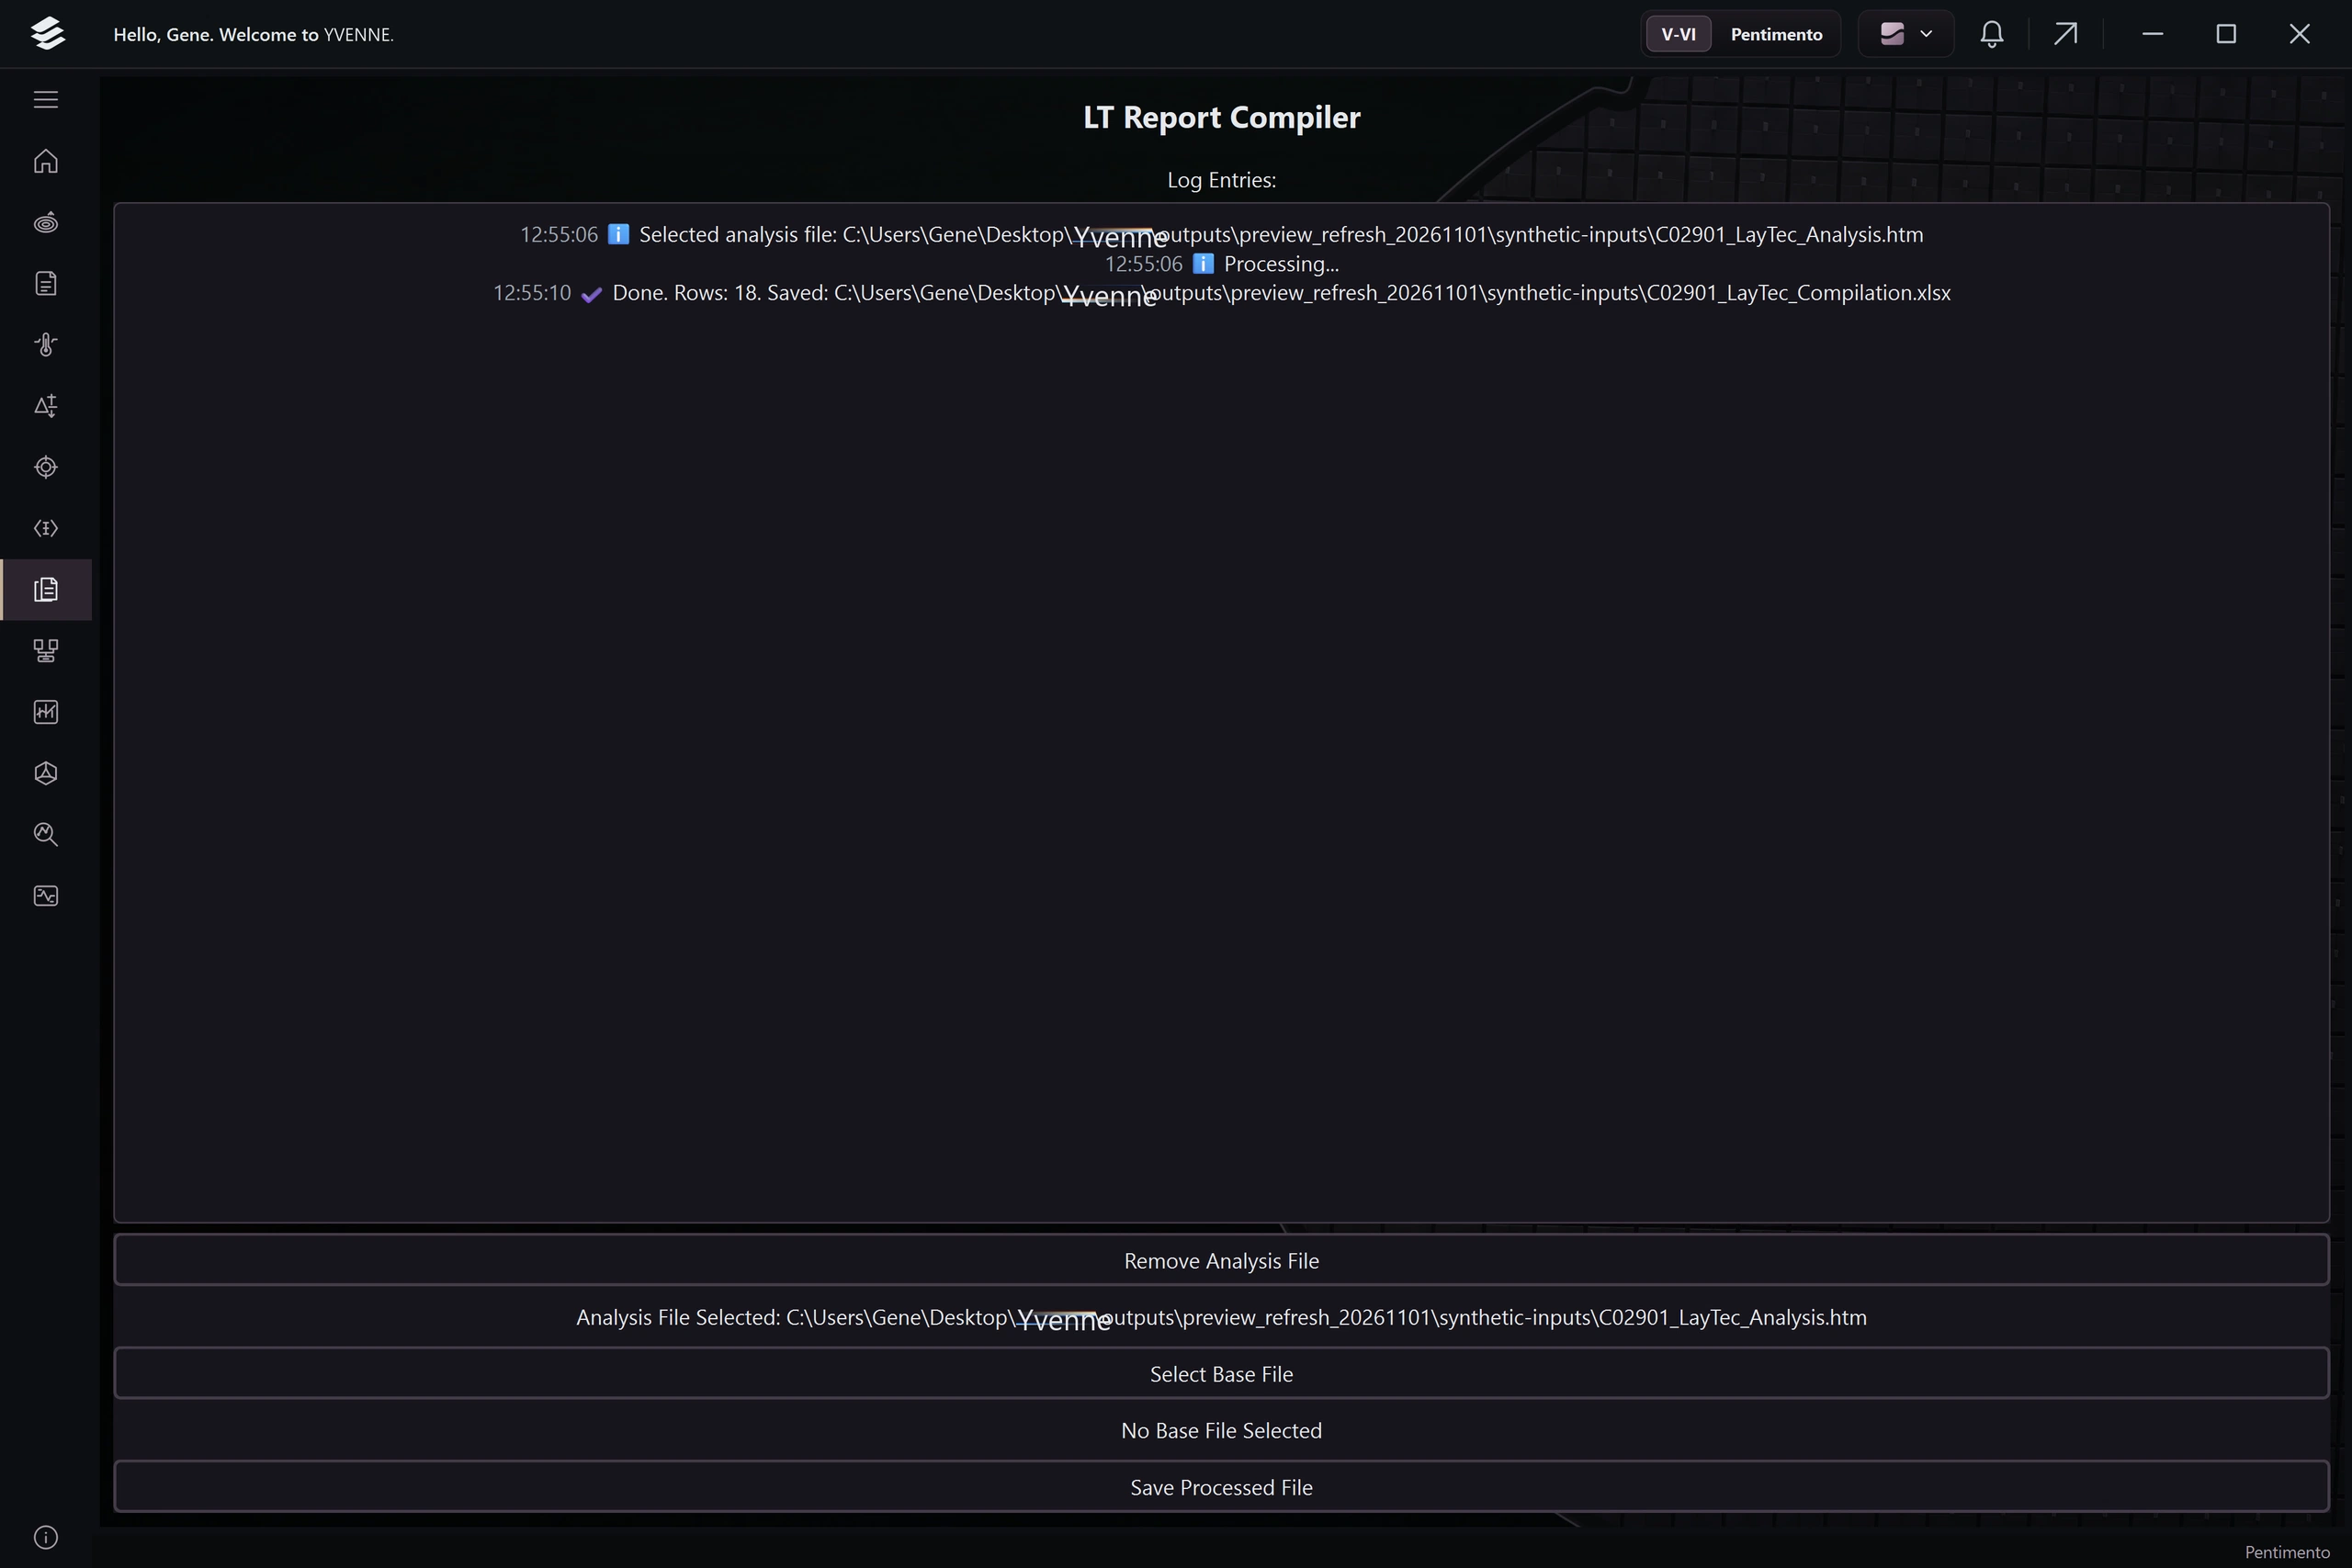 Hello, Gene. Welcome to YVENNE.
V-VI Pentimento
LT Report Compiler
Log Entries:
12:55:06 Selected analysis file: C:\Users\Gene\Desktop\Yvenne\outputs\preview_refresh_20261101\synthetic-inputs\C02901_LayTec_Analysis.htm
12:55:06 Processing...
12:55:10 Done. Rows: 18. Saved: C:\Users\Gene\Desktop\Yvenne\outputs\preview_refresh_20261101\synthetic-inputs\C02901_LayTec_Compilation.xlsx
Remove Analysis File
Analysis File Selected: C:\Users\Gene\Desktop\Yvenne\outputs\preview_refresh_20261101\synthetic-inputs\C02901_LayTec_Analysis.htm
Select Base File
No Base File Selected
Save Processed File
Pentimento